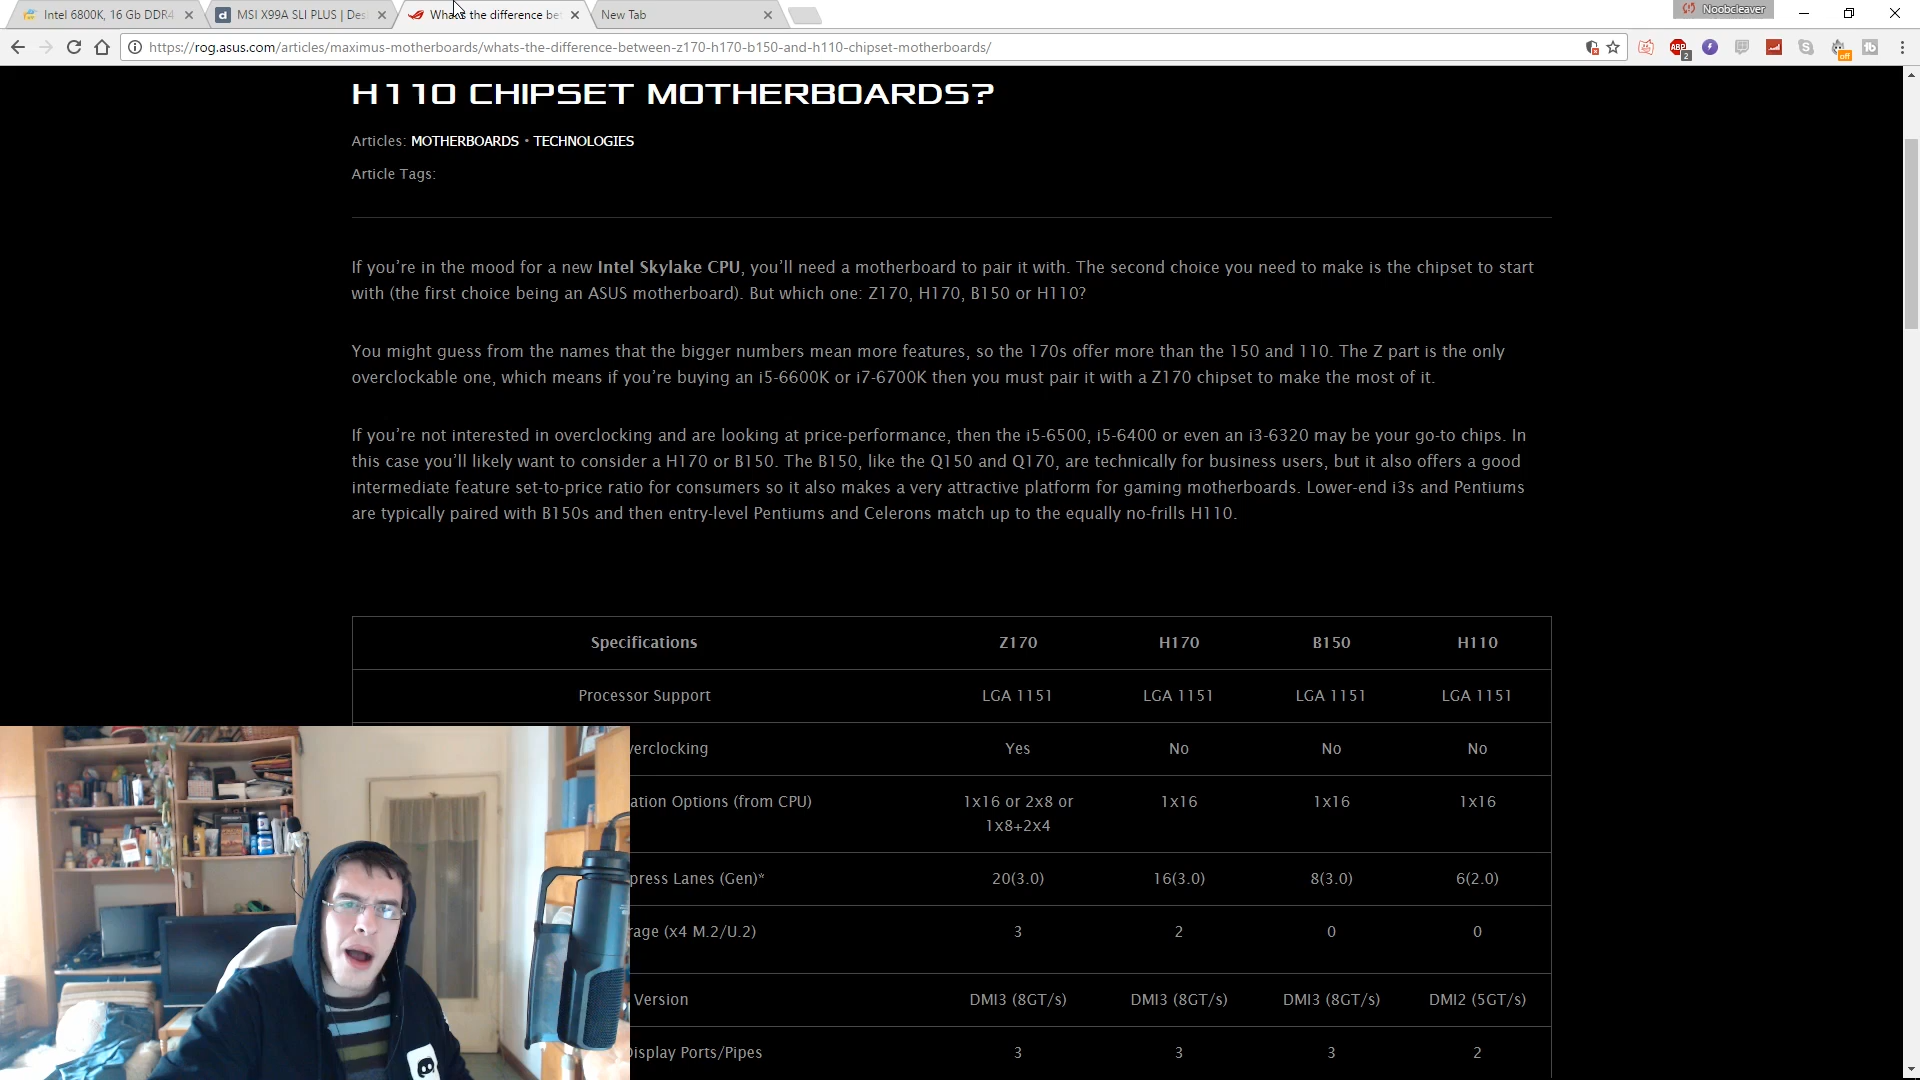 Intel 6800K, 16 Gb DDR4
MSI X99A SLI PLUS | Des
What's the difference be
New Tab
Noobcleaver
https://rog.asus.com/articles/maximus-motherboards/whats-the-difference-between-z170-h170-b150-and-h110-chipset-motherboards/
ABP
2
off
H110 CHIPSET MOTHERBOARDS?
Articles: MOTHERBOARDS • TECHNOLOGIES
Article Tags:
If you’re in the mood for a new Intel Skylake CPU, you’ll need a motherboard to pair it with. The second choice you need to make is the chipset to start
with (the first choice being an ASUS motherboard). But which one: Z170, H170, B150 or H110?
You might guess from the names that the bigger numbers mean more features, so the 170s offer more than the 150 and 110. The Z part is the only
overclockable one, which means if you’re buying an i5-6600K or i7-6700K then you must pair it with a Z170 chipset to make the most of it.
If you’re not interested in overclocking and are looking at price-performance, then the i5-6500, i5-6400 or even an i3-6320 may be your go-to chips. In
this case you’ll likely want to consider a H170 or B150. The B150, like the Q150 and Q170, are technically for business users, but it also offers a good
intermediate feature set-to-price ratio for consumers so it also makes a very attractive platform for gaming motherboards. Lower-end i3s and Pentiums
are typically paired with B150s and then entry-level Pentiums and Celerons match up to the equally no-frills H110.
Specifications Z170 H170 B150 H110
Processor Support LGA 1151 LGA 1151 LGA 1151 LGA 1151
verclocking Yes No No No
ation Options (from CPU) 1x16 or 2x8 or 1x16 1x16 1x16
1x8+2x4
press Lanes (Gen)* 20(3.0) 16(3.0) 8(3.0) 6(2.0)
rage (x4 M.2/U.2) 3 2 0 0
Version DMI3 (8GT/s) DMI3 (8GT/s) DMI3 (8GT/s) DMI2 (5GT/s)
isplay Ports/Pipes 3 3 3 2